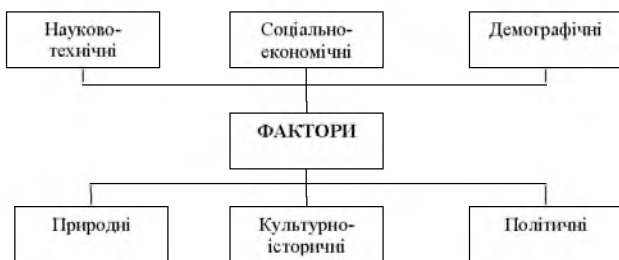 Науково-
технічні
Соціально-
економічні
Демографічні
ФАКТОРИ
Природні
Культурно-
історичні
Політичні